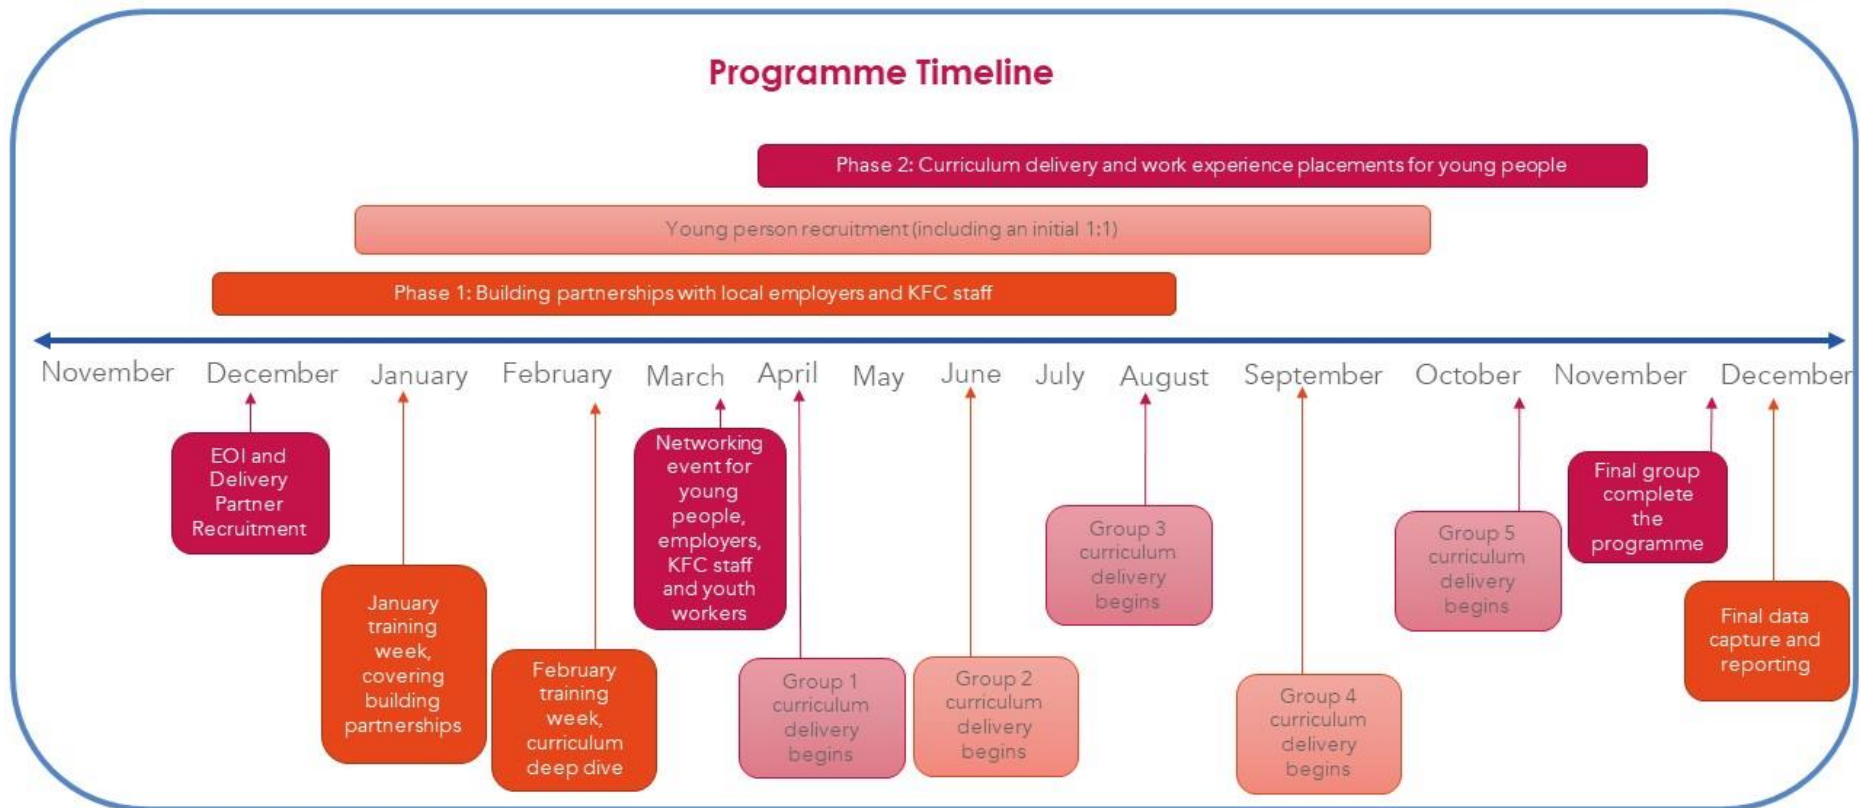 Programme Timeline
Phase 2: Curriculum delivery and work experience placements for young people
Young person recruitment (including an initial 1:1)
Phase 1: Building partnerships with local employers and KFC staff
November December January February March April May June July August September October November December
EOI and
Delivery
Partner
Recruitment
January
training
week,
covering
building
partnerships
February
training
week,
curriculum
deep dive
Networking
event for
young
people,
employers,
KFC staff
and youth
workers
Group 1
curriculum
delivery
begins
Group 2
curriculum
delivery
begins
Group 3
curriculum
delivery
begins
Group 4
curriculum
delivery
begins
Group 5
curriculum
delivery
begins
Final group
complete
the
programme
Final data
capture and
reporting